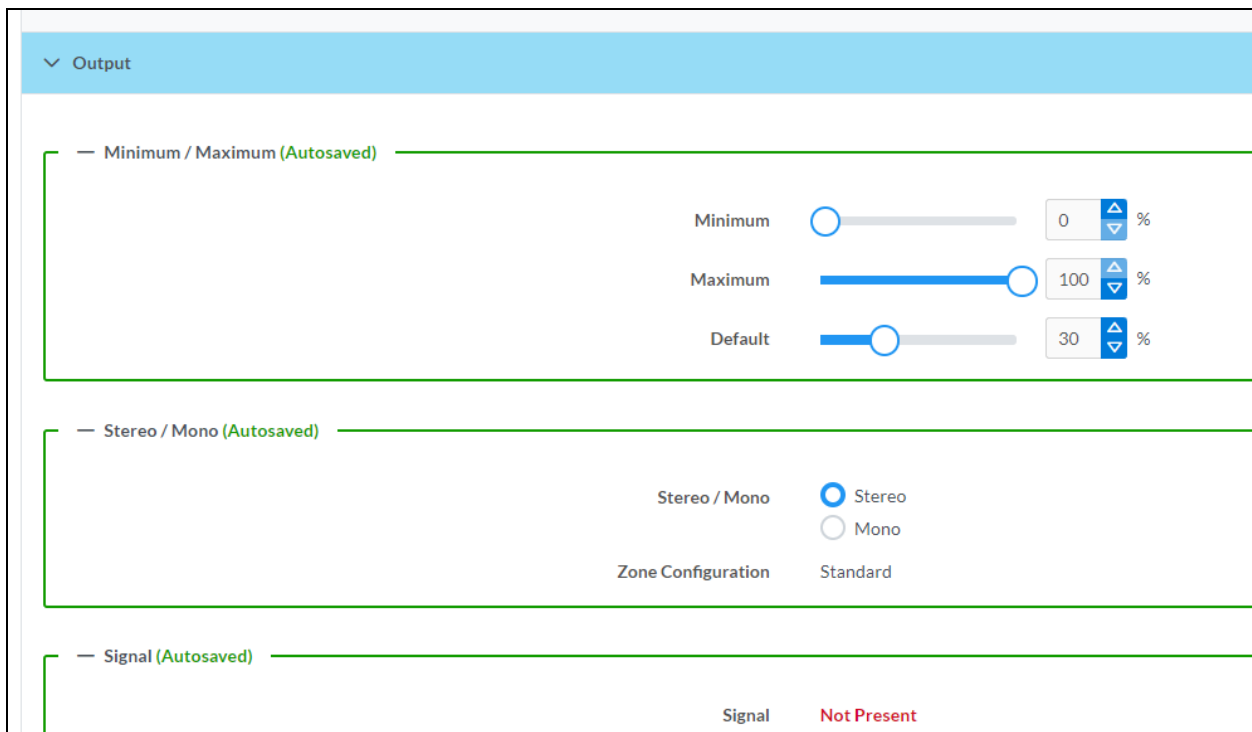 Output
Minimum / Maximum (Autosaved)
Minimum 0 %
Maximum 100 %
Default 30 %
Stereo / Mono (Autosaved)
Stereo / Mono Stereo
Mono
Zone Configuration Standard
Signal (Autosaved)
Signal Not Present